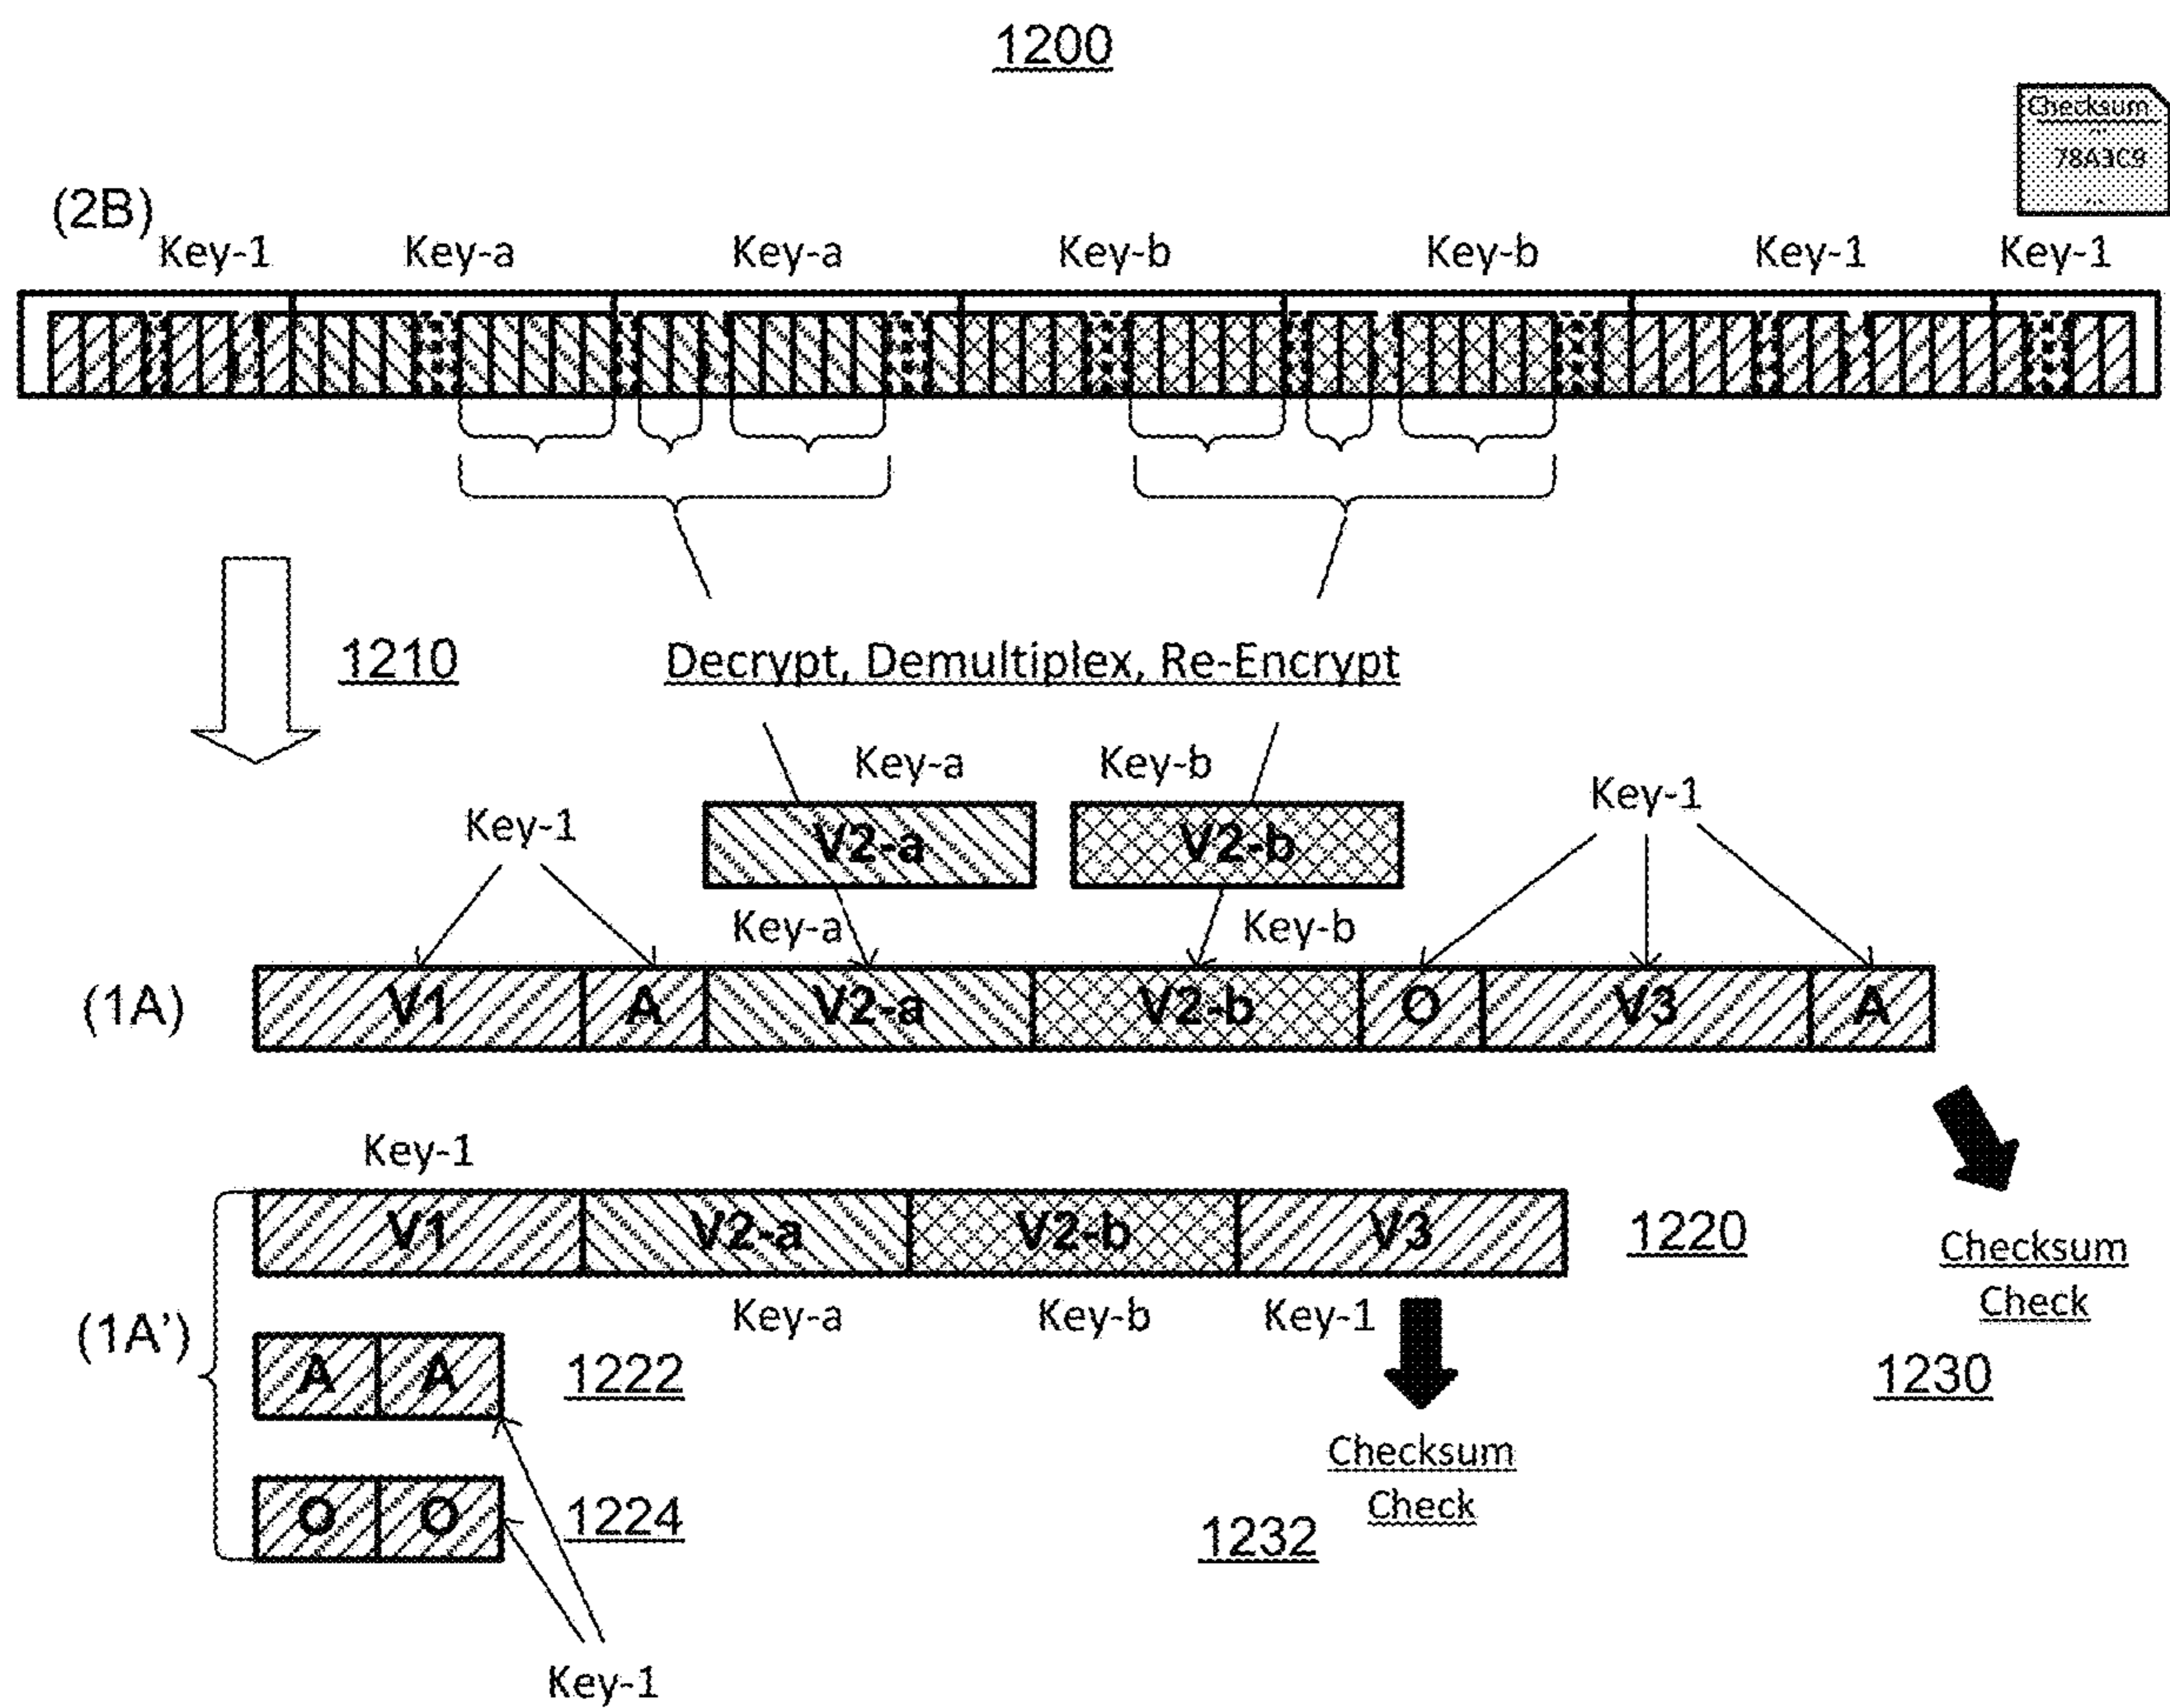 1200
Checksum
78A3C9
(2B)
Key-1 Key-a Key-a Key-b Key-b Key-1 Key-1
1210
Decrypt, Demultiplex, Re-Encrypt
Key-a Key-b
Key-1 Key-1
V2-a V2-b
Key-a Key-b
(1A) V1 A V2-a V2-b O V3 A
Key-1
V1 V2-a V2-b V3 1220
Checksum
Check
Key-a Key-b Key-1
(1A')
A A 1222 1230
Checksum
Check
O O 1224 1232
Key-1